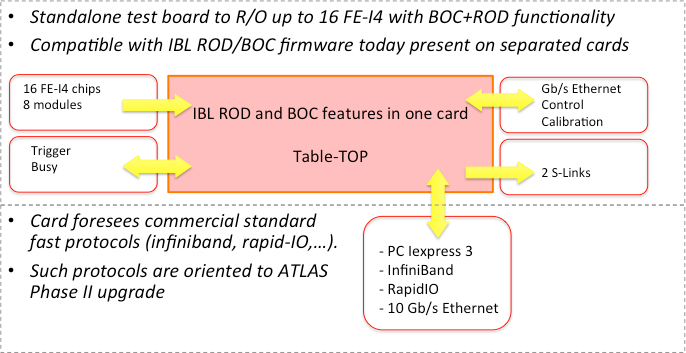 • Standalone test board to R/O up to 16 FE-I4 with BOC+ROD functionality
• Compatible with IBL ROD/BOC firmware today present on separated cards
16 FE-I4 chips
8 modules
Trigger
Busy
IBL ROD and BOC features in one card
Table-TOP
Gb/s Ethernet
Control
Calibration
2 S-Links
• Card foresees commercial standard
fast protocols (infiniband, rapid-IO,…).
• Such protocols are oriented to ATLAS
Phase II upgrade
- PC Iexpress 3
- InfiniBand
- RapidIO
- 10 Gb/s Ethernet